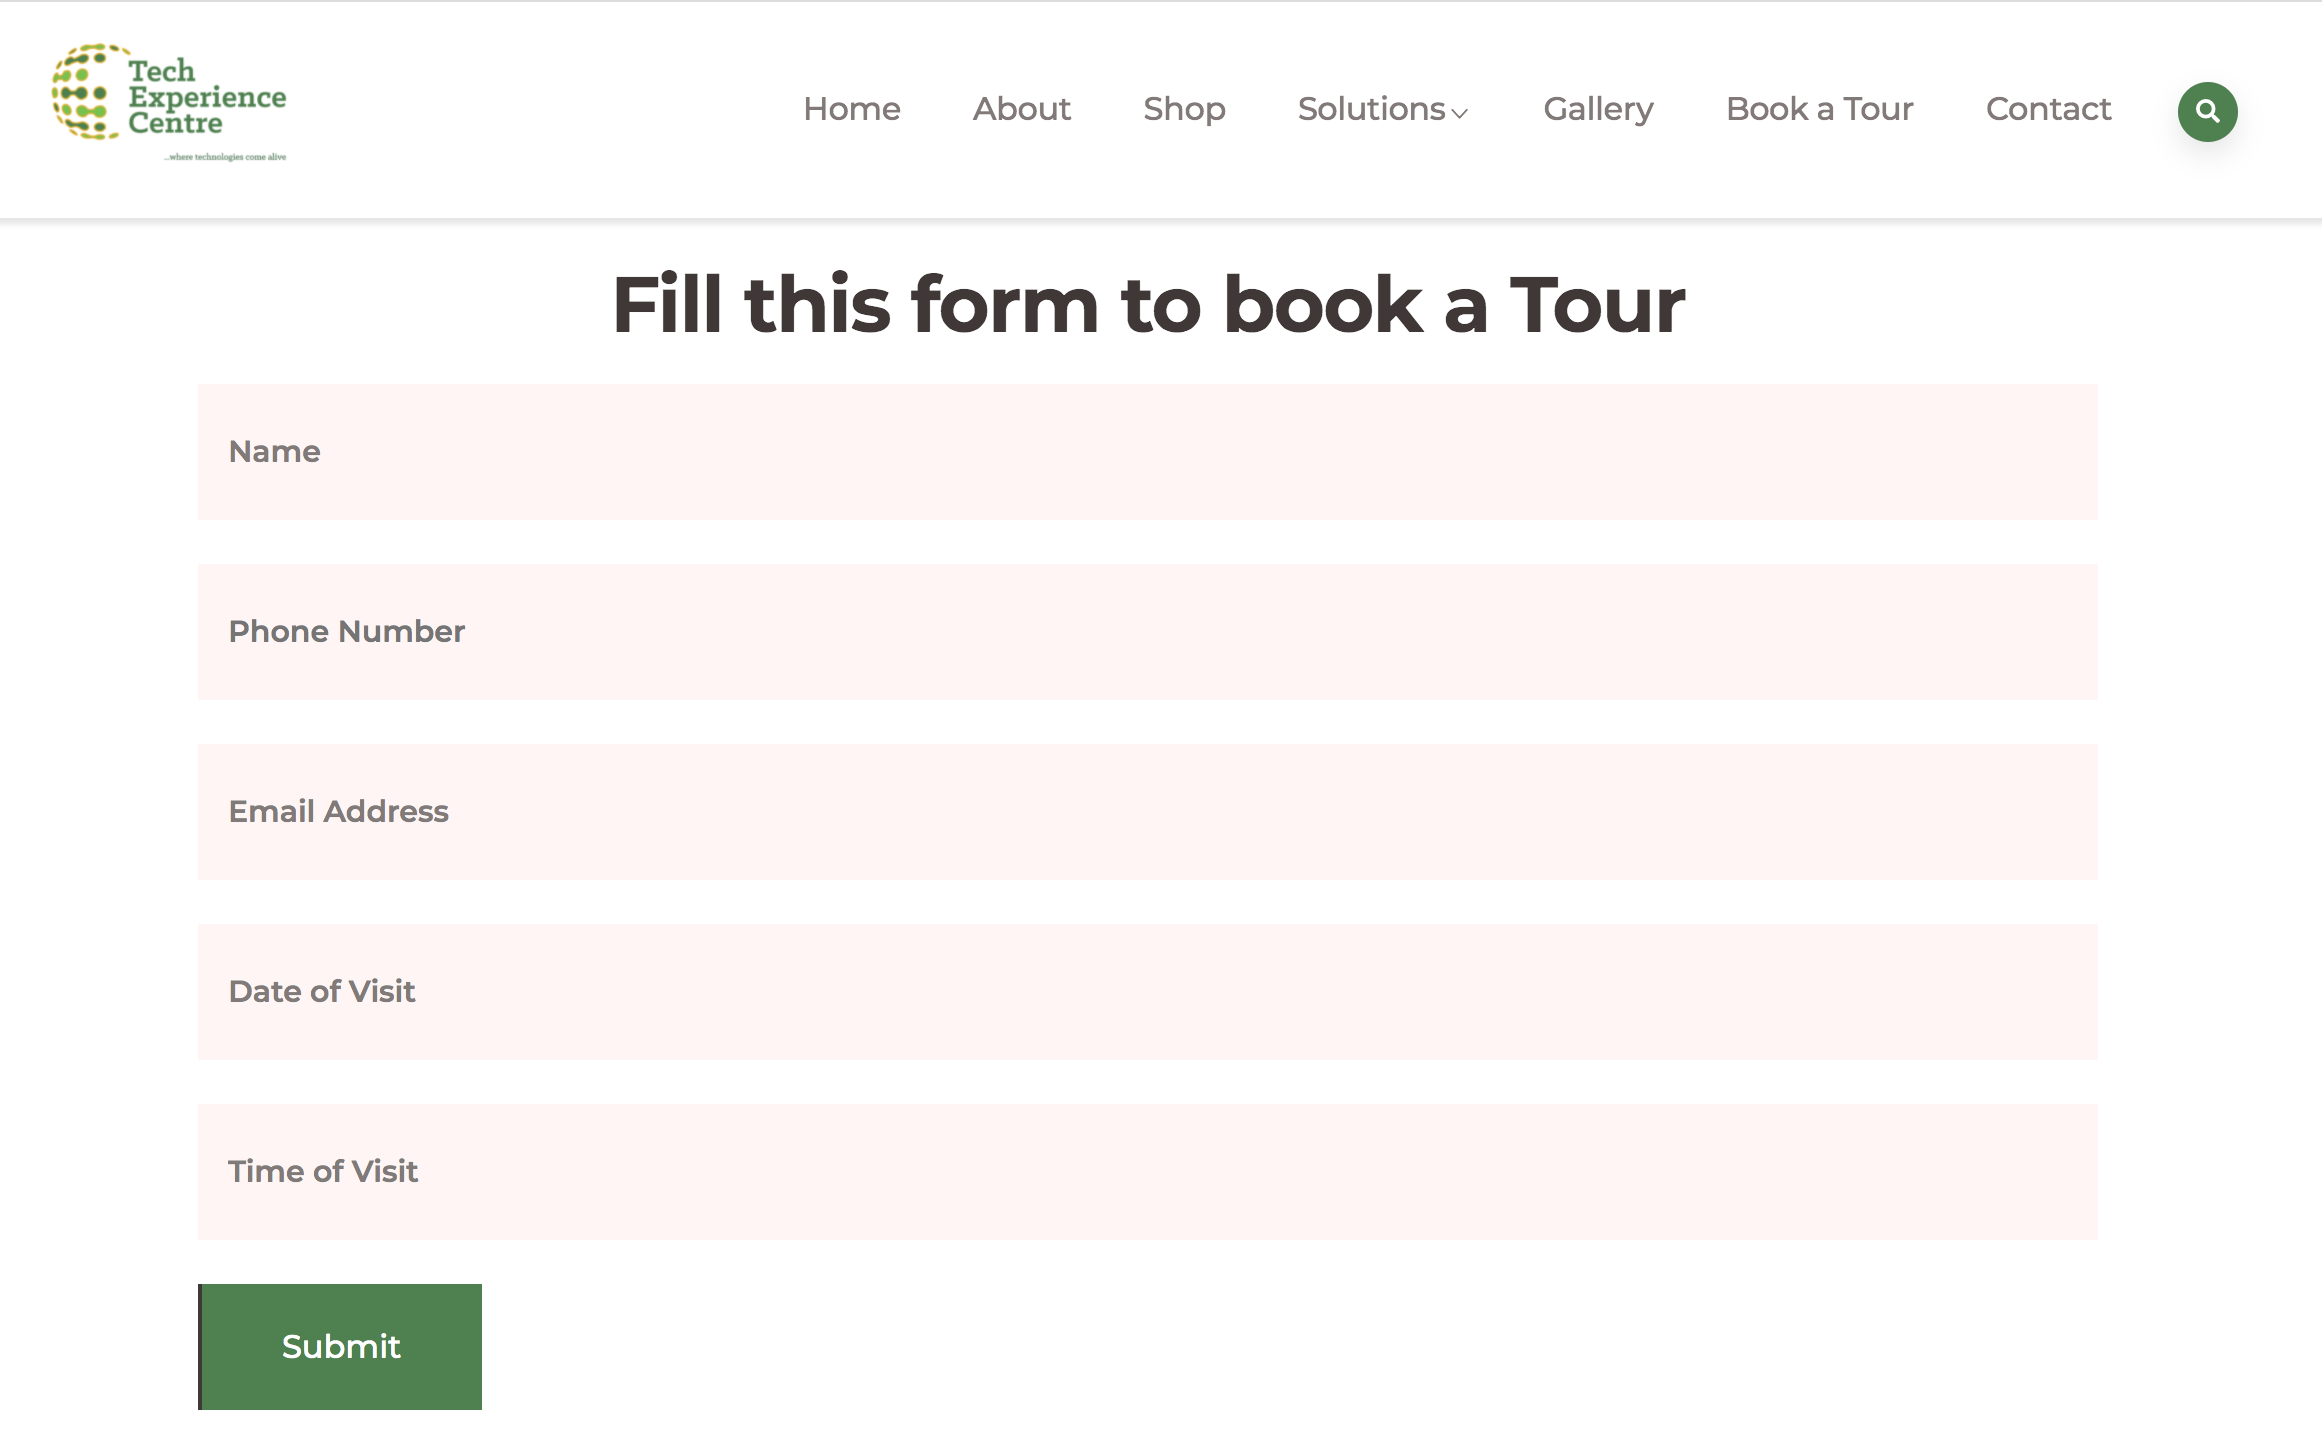 Tech
Experience
Centre
...where technologies come alive
Home About Shop Solutions Gallery Book a Tour Contact
Fill this form to book a Tour
Name
Phone Number
Email Address
Date of Visit
Time of Visit
Submit